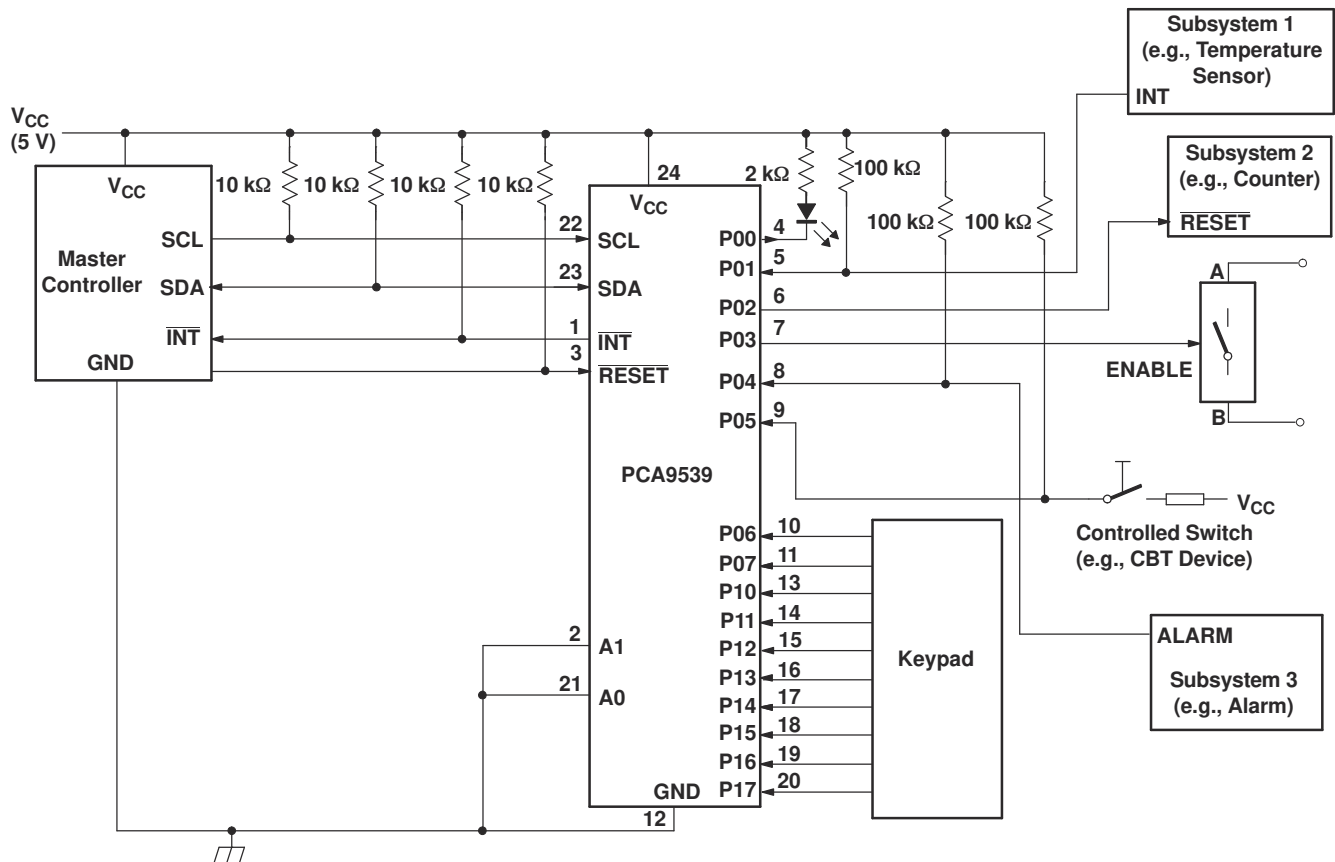 Subsystem 1
(e.g., Temperature
Sensor)
INT
VCC
(5 V)
Subsystem 2
(e.g., Counter)
RESET
VCC
10 kΩ
10 kΩ
10 kΩ
10 kΩ
24
VCC
2 kΩ
100 kΩ
100 kΩ
100 kΩ
Master
Controller
SCL
SDA
INT
GND
22
23
1
3
SCL
SDA
INT
RESET
PCA9539
P00
P01
P02
P03
P04
P05
4
5
6
7
8
9
A
ENABLE
B
VCC
Controlled Switch
(e.g., CBT Device)
P06
P07
P10
P11
P12
P13
P14
P15
P16
P17
10
11
13
14
15
16
17
18
19
20
Keypad
2
21
A1
A0
GND
12
ALARM
Subsystem 3
(e.g., Alarm)